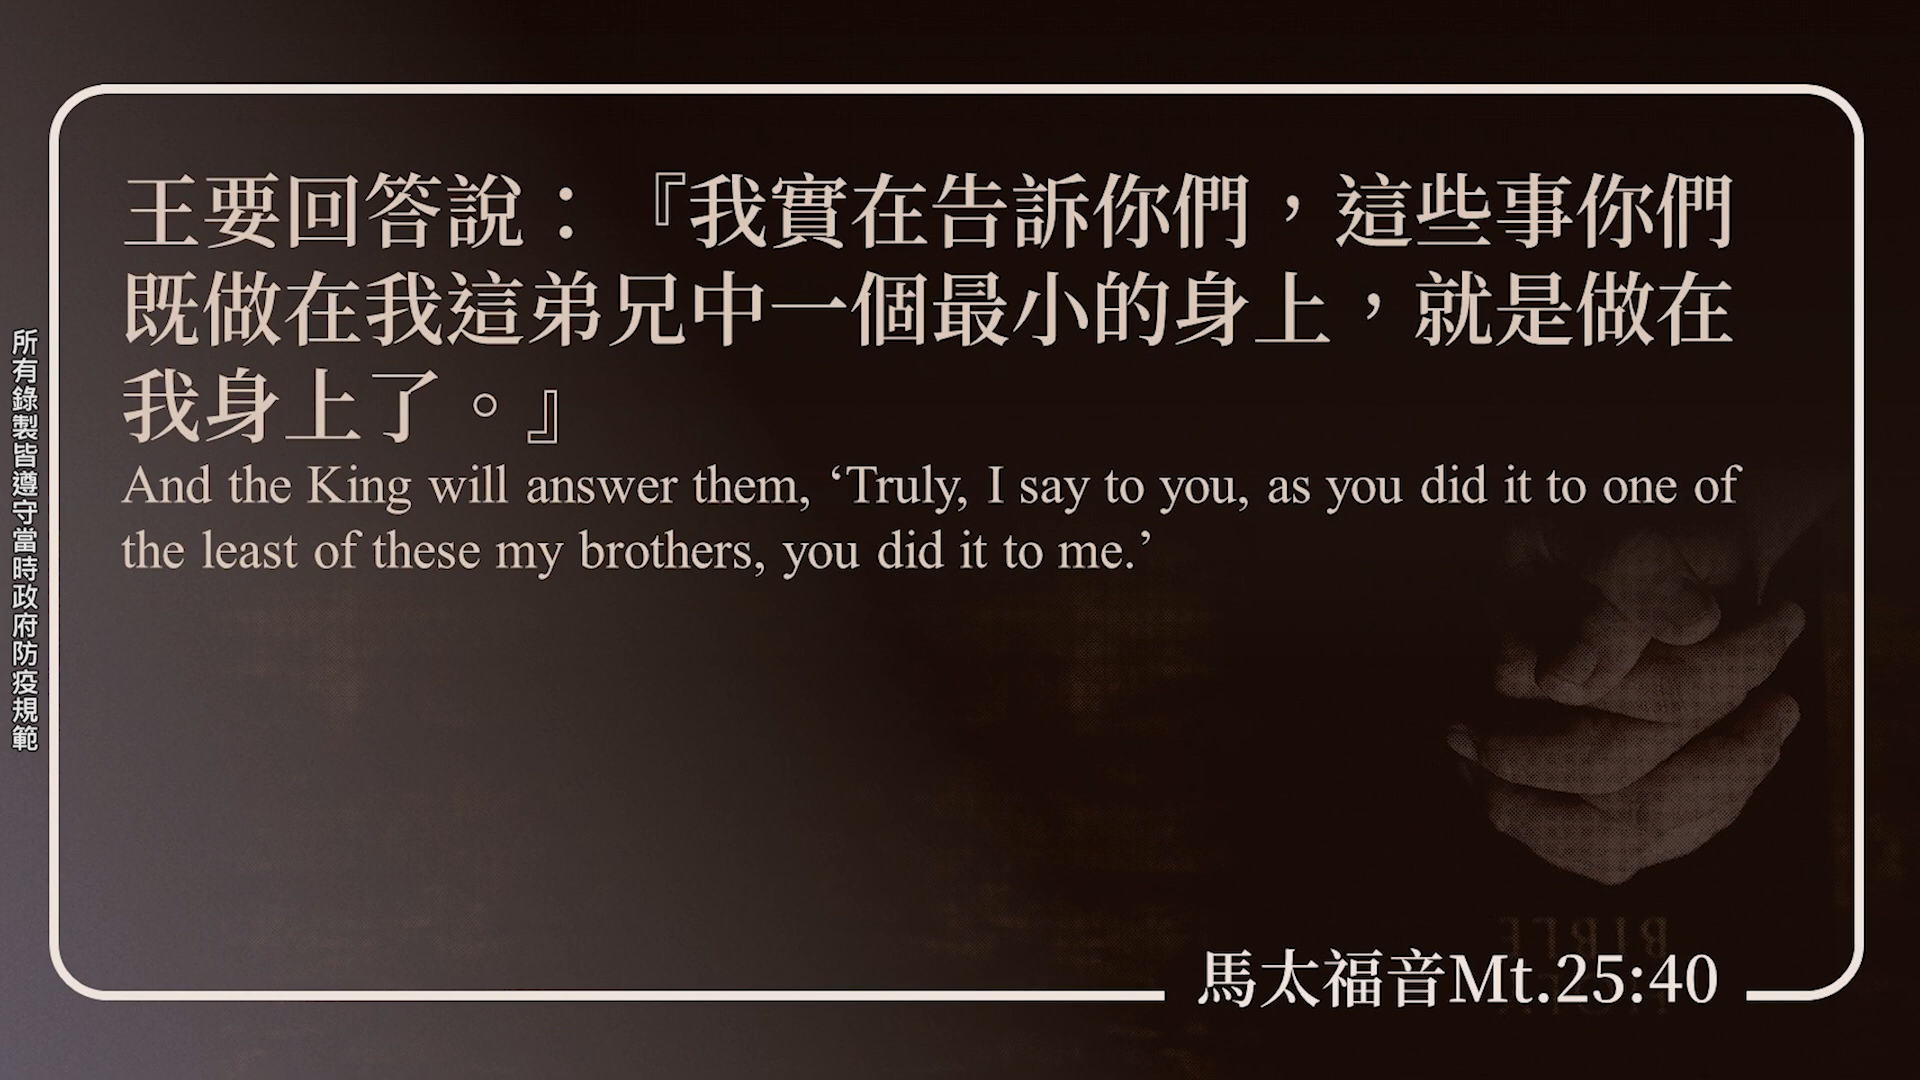 王要回答說：『我實在告訴你們，這些事你們
既做在我這弟兄中一個最小的身上，就是做在
我身上了。』
And the King will answer them, ‘Truly, I say to you, as you did it to one of
the least of these my brothers, you did it to me.’
馬太福音Mt.25:40
所有錄製皆遵守當時政府防疫規範
BIBLE